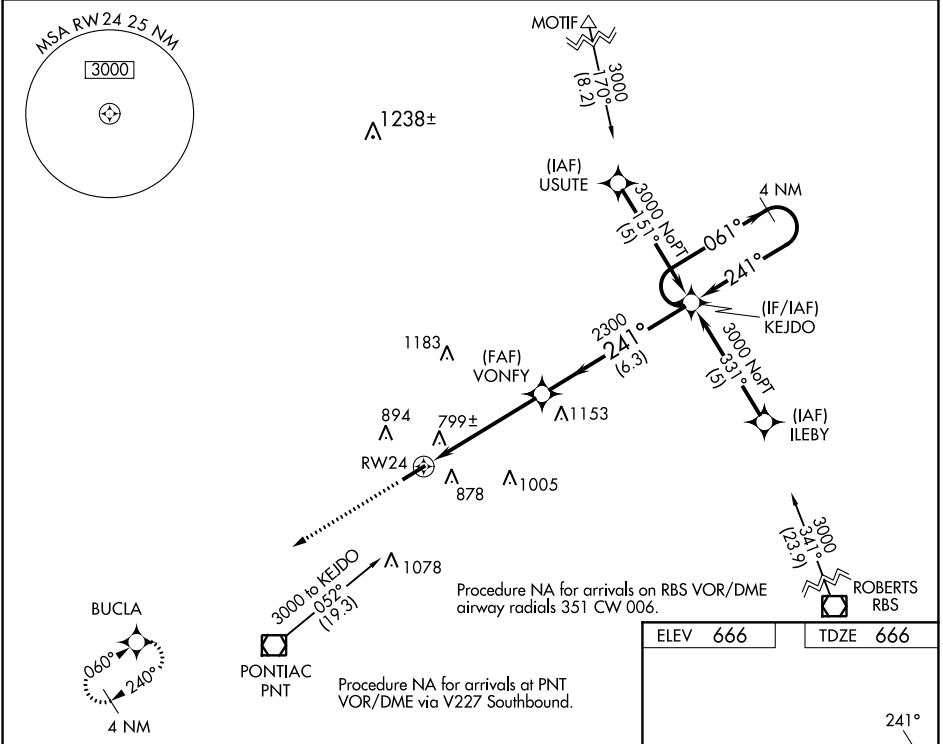 MSA RW24 25 NM
3000
1238±
MOTIF
3000
170°
(8.2)
(IAF)
USUTE
3000 NoPT
151°
(5)
4 NM
061°
241°
(IF/IAF)
KEJDO
2300
241°
(6.3)
3000 NoPT
331°
(5)
1183
(FAF)
VONFY
1153
(IAF)
ILEBY
894
799±
RW24
878
1005
1078
3000 to KEJDO
052°
(19.3)
3000
341°
(23.9)
ROBERTS
RBS
Procedure NA for arrivals on RBS VOR/DME
airway radials 351 CW 006.
BUCLA
060°
240°
4 NM
PONTIAC
PNT
Procedure NA for arrivals at PNT
VOR/DME via V227 Southbound.
ELEV 666
TDZE 666
241°